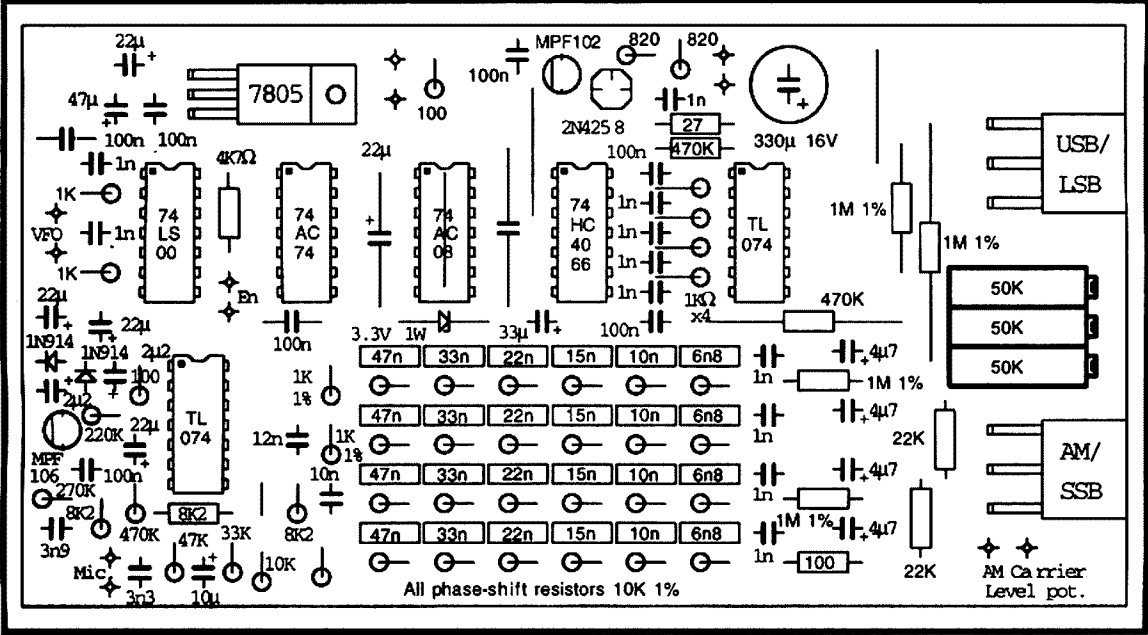 22µ
MPF102
820
820
47µ
7805
100n
100n
100n
100
1n
2N4258
27
330µ 16V
470K
USB/
LSB
1n
4K7Ω
22µ
100n
1K
74
LS
00
74
AC
74
74
AC
08
74
HC
40
66
1n
TL
074
1M 1%
VFO
1n
1n
1M 1%
1K
1n
En
1n
22µ
1KΩ
x4
470K
50K
22µ
100n
3.3V 1W
33µ
100n
50K
1N914
1N914
2µ2
47n
33n
22n
15n
10n
6n8
4µ7
50K
2µ2
100
1K
1%
1n
1M 1%
TL
074
47n
33n
22n
15n
10n
6n8
4µ7
220K
22µ
12n
1K
1%
1n
22K
MPF
106
AM/
SSB
100n
10n
47n
33n
22n
15n
10n
6n8
4µ7
270K
1n
8K2
8K2
470K
47K
33K
8K2
1M 1%
3n9
47n
33n
22n
15n
10n
6n8
4µ7
1n
Mic
10K
100
22K
3n3
10µ
All phase-shift resistors 10K 1%
AM Carrier
Level pot.